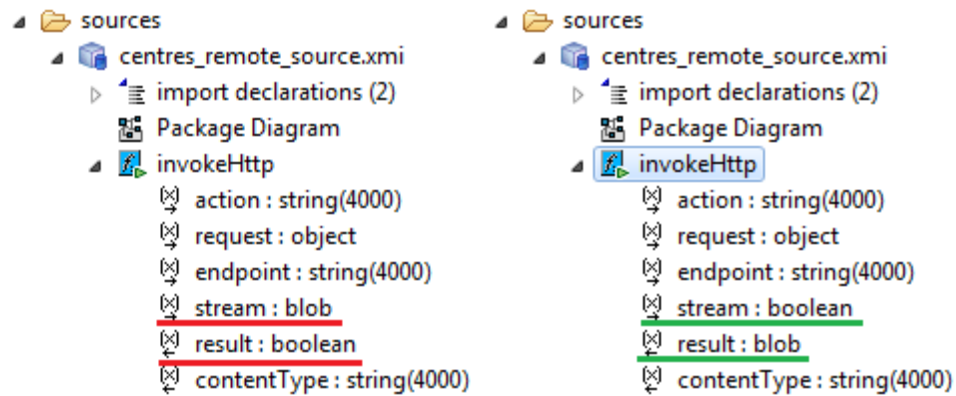 sources
centres_remote_source.xmi
import declarations (2)
Package Diagram
invokeHttp
action : string(4000)
request : object
endpoint : string(4000)
stream : blob
result : boolean
contentType : string(4000)
sources
centres_remote_source.xmi
import declarations (2)
Package Diagram
invokeHttp
action : string(4000)
request : object
endpoint : string(4000)
stream : boolean
result : blob
contentType : string(4000)